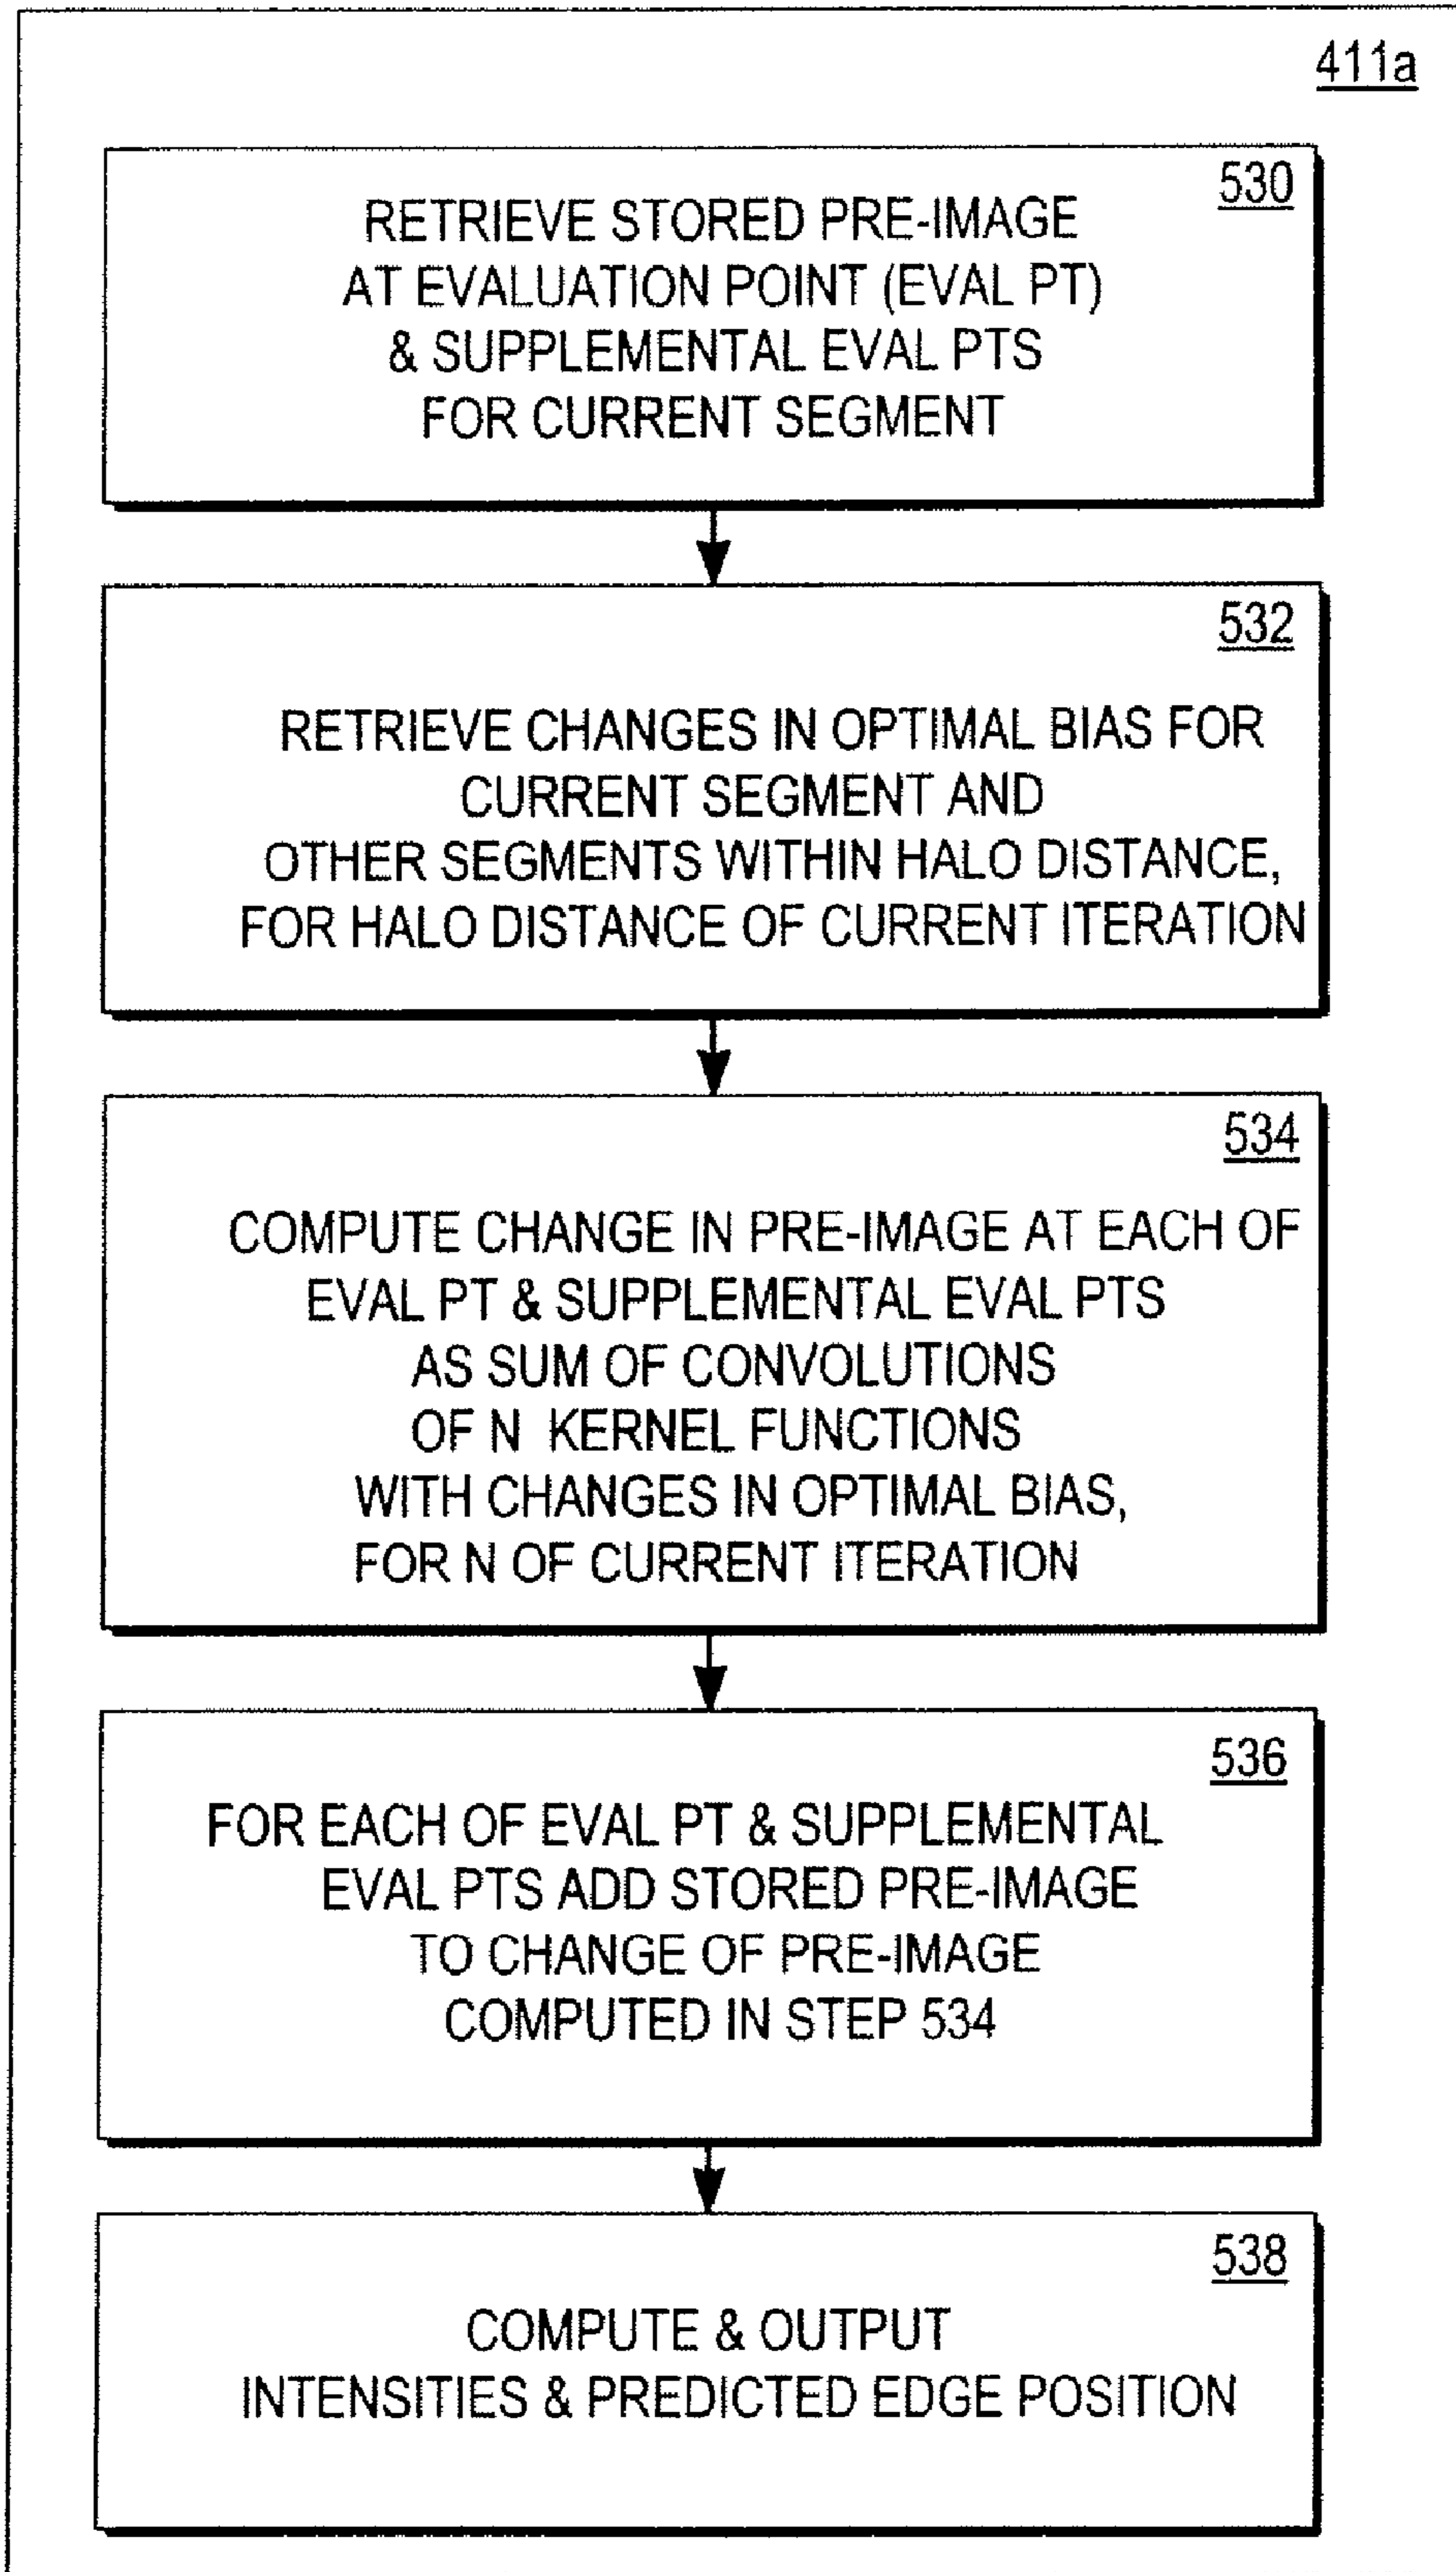 411a
530
RETRIEVE STORED PRE-IMAGE
AT EVALUATION POINT (EVAL PT)
& SUPPLEMENTAL EVAL PTS
FOR CURRENT SEGMENT
532
RETRIEVE CHANGES IN OPTIMAL BIAS FOR
CURRENT SEGMENT AND
OTHER SEGMENTS WITHIN HALO DISTANCE,
FOR HALO DISTANCE OF CURRENT ITERATION
534
COMPUTE CHANGE IN PRE-IMAGE AT EACH OF
EVAL PT & SUPPLEMENTAL EVAL PTS
AS SUM OF CONVOLUTIONS
OF N KERNEL FUNCTIONS
WITH CHANGES IN OPTIMAL BIAS,
FOR N OF CURRENT ITERATION
536
FOR EACH OF EVAL PT & SUPPLEMENTAL
EVAL PTS ADD STORED PRE-IMAGE
TO CHANGE OF PRE-IMAGE
COMPUTED IN STEP 534
538
COMPUTE & OUTPUT
INTENSITIES & PREDICTED EDGE POSITION